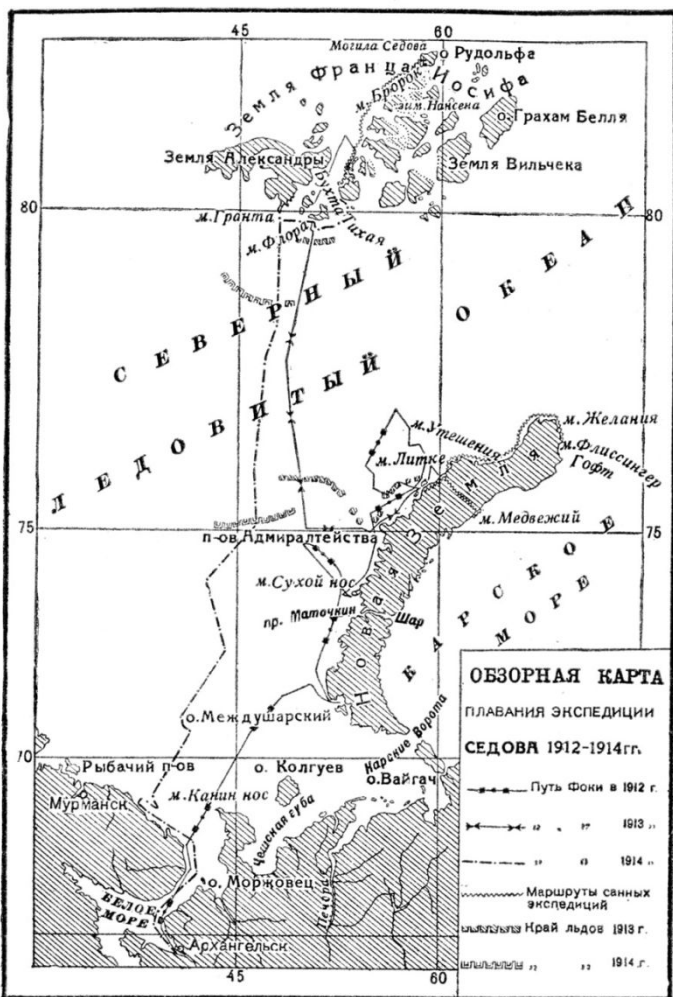 45
60
Могила Седова
о. Рудольфа
Земля Франца Иосифа
м. Бророк
зим. Нансена
о. Грахам Белля
Земля Александры
Земля Вильчека
Бухта Тихая
80
80
м. Гранта
м. Флора
СЕВЕРНЫЙ
ЛЕДОВИТЫЙ ОКЕАН
м. Утешения
м. Желания
м. Литке
м. Флиссингер
Гофт
Новая Земля
м. Медвежий
75
75
п-ов Адмиралтейства
м. Сухой нос
пр. Маточкин Шар
КАРСКОЕ
МОРЕ
о. Междушарский
70
Карские Ворота
Рыбачий п-ов
о. Колгуев
о. Вайгач
Мурманск
м. Канин нос
Чешская губа
о. Моржовец
Печора
БЕЛОЕ
МОРЕ
Архангельск
45
60
ОБЗОРНАЯ КАРТА
ПЛАВАНИЯ ЭКСПЕДИЦИИ
СЕДОВА 1912-1914гг.
Путь Фоки в 1912 г.
„ „ „ 1913 „
„ „ 1914 „
Маршруты санных
экспедиций
Край льдов 1913 г.
„ „ 1914 г.